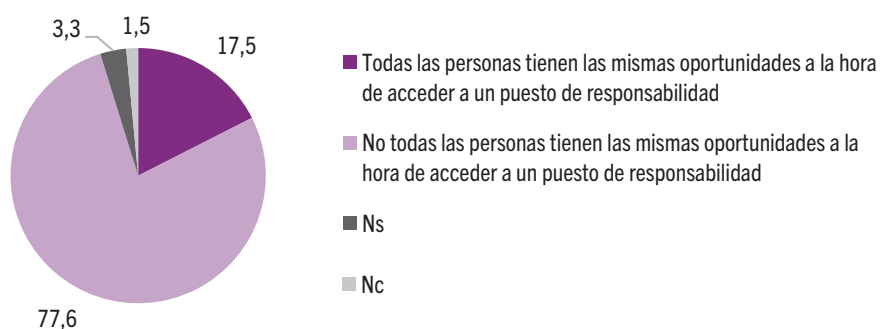 3,3
1,5
17,5
77,6
Todas las personas tienen las mismas oportunidades a la hora
de acceder a un puesto de responsabilidad
No todas las personas tienen las mismas oportunidades a la
hora de acceder a un puesto de responsabilidad
Ns
Nc